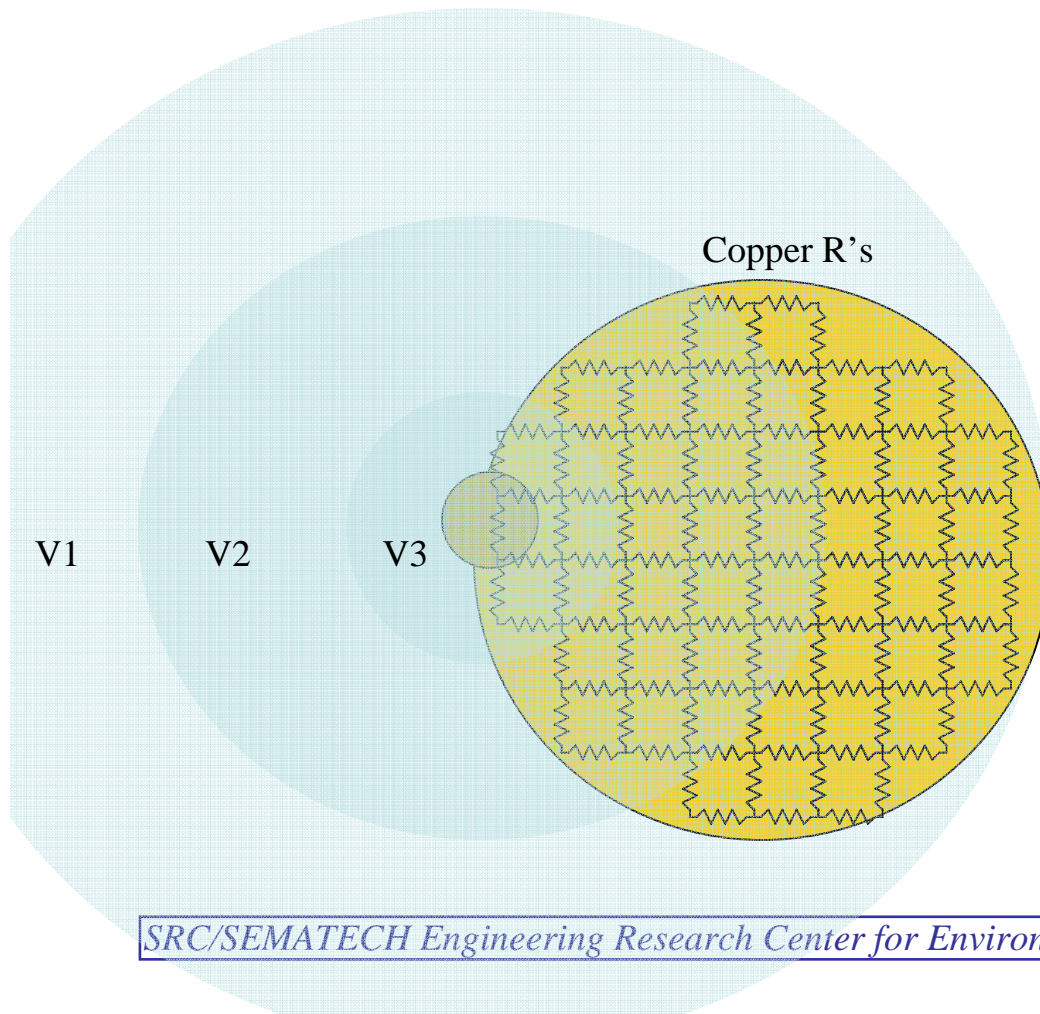 Copper R’s
V1 V2 V3
SRC/SEMATECH Engineering Research Center for Environ